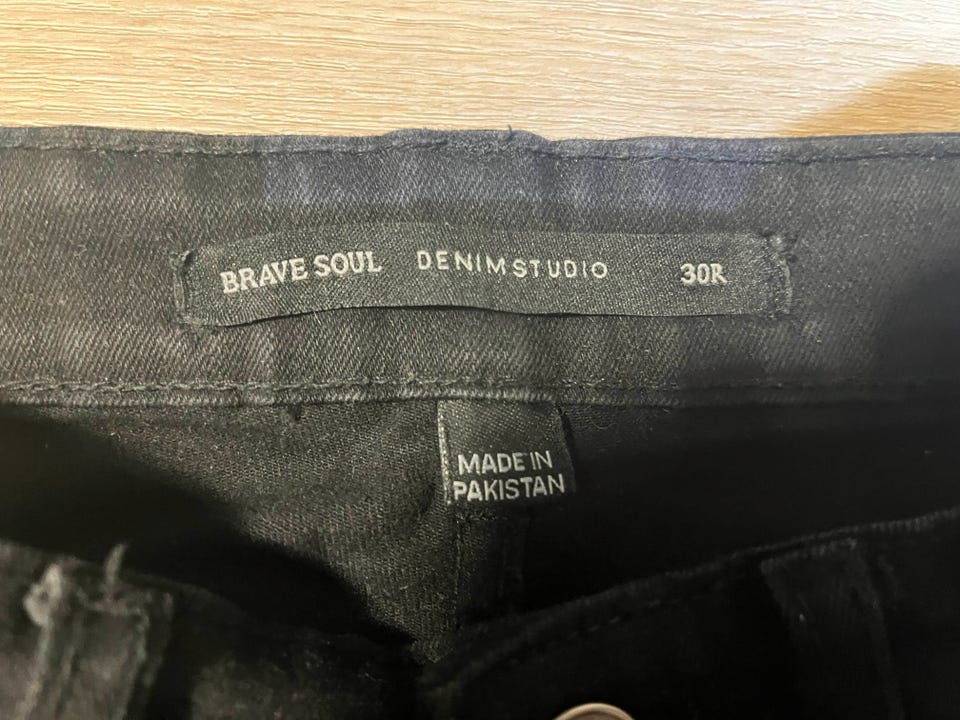 BRAVE SOUL DENIMSTUDIO 30R
MADE IN
PAKISTAN